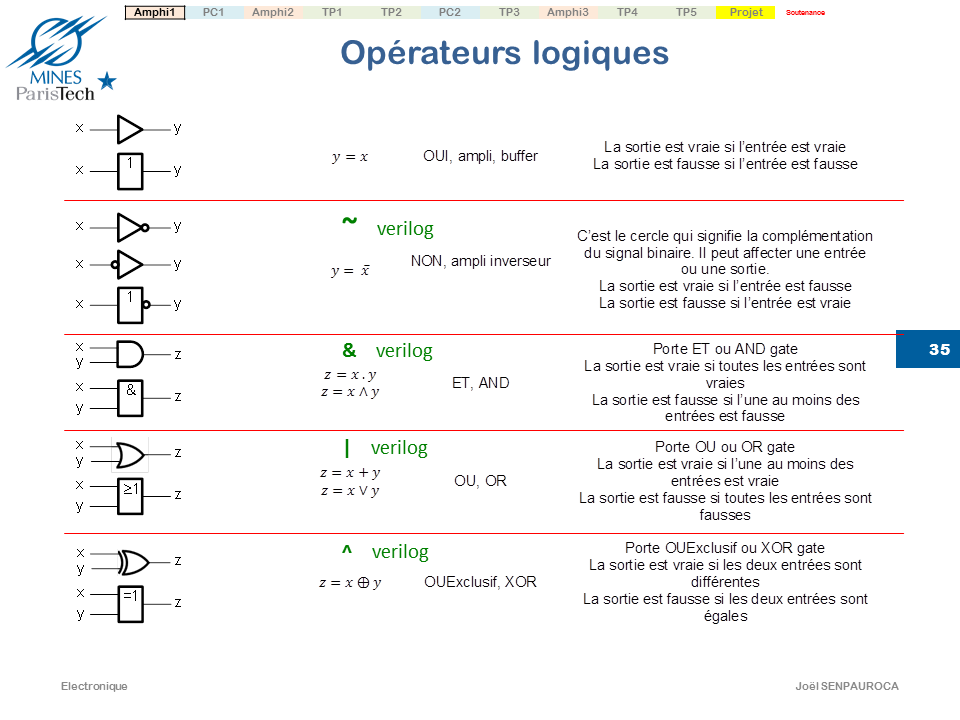 Amphi1 PC1 Amphi2 TP1 TP2 PC2 TP3 Amphi3 TP4 TP5 Projet Soutenance
MINES
ParisTech
Opérateurs logiques
x y
x 1 y
y = x
OUI, ampli, buffer
La sortie est vraie si l’entrée est vraie
La sortie est fausse si l’entrée est fausse
x y
x y
x 1 y
~ verilog
y = x̄
NON, ampli inverseur
C’est le cercle qui signifie la complémentation
du signal binaire. Il peut affecter une entrée
ou une sortie.
La sortie est vraie si l’entrée est fausse
La sortie est fausse si l’entrée est vraie
35
x
y z
x
& z
y
& verilog
z = x . y
z = x ∧ y
ET, AND
Porte ET ou AND gate
La sortie est vraie si toutes les entrées sont
vraies
La sortie est fausse si l’une au moins des
entrées est fausse
x
y z
x
≥1 z
y
| verilog
z = x + y
z = x ∨ y
OU, OR
Porte OU ou OR gate
La sortie est vraie si l’une au moins des
entrées est vraie
La sortie est fausse si toutes les entrées sont
fausses
x
y z
x
=1 z
y
^ verilog
z = x ⊕ y
OUExclusif, XOR
Porte OUExclusif ou XOR gate
La sortie est vraie si les deux entrées sont
différentes
La sortie est fausse si les deux entrées sont
égales
Electronique
Joël SENPAUROCA